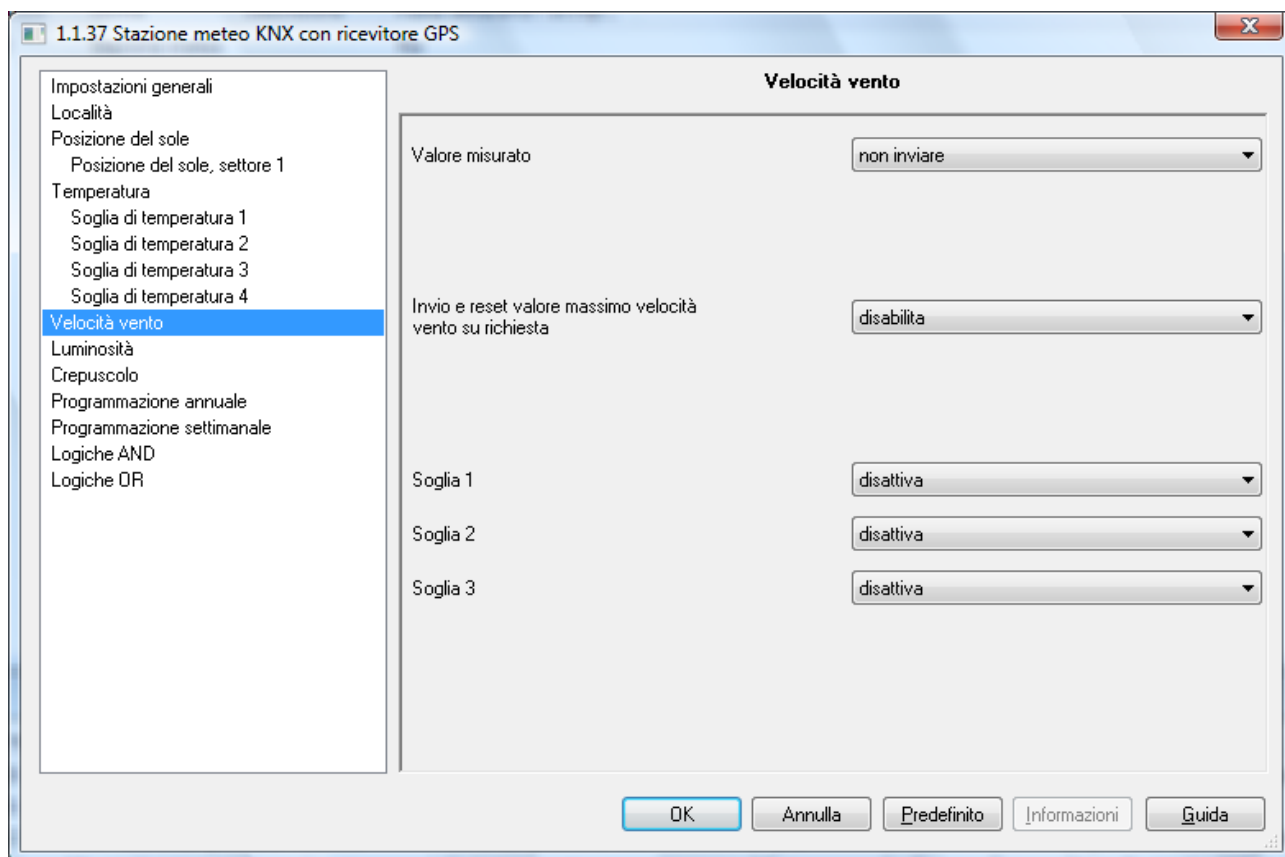 1.1.37 Stazione meteo KNX con ricevitore GPS
Impostazioni generali
Località
Posizione del sole
Posizione del sole, settore 1
Temperatura
Soglia di temperatura 1
Soglia di temperatura 2
Soglia di temperatura 3
Soglia di temperatura 4
Velocità vento
Luminosità
Crepuscolo
Programmazione annuale
Programmazione settimanale
Logiche AND
Logiche OR
Velocità vento
Valore misurato
non inviare
Invio e reset valore massimo velocità
vento su richiesta
disabilita
Soglia 1
disattiva
Soglia 2
disattiva
Soglia 3
disattiva
OK
Annulla
Predefinito
Informazioni
Guida